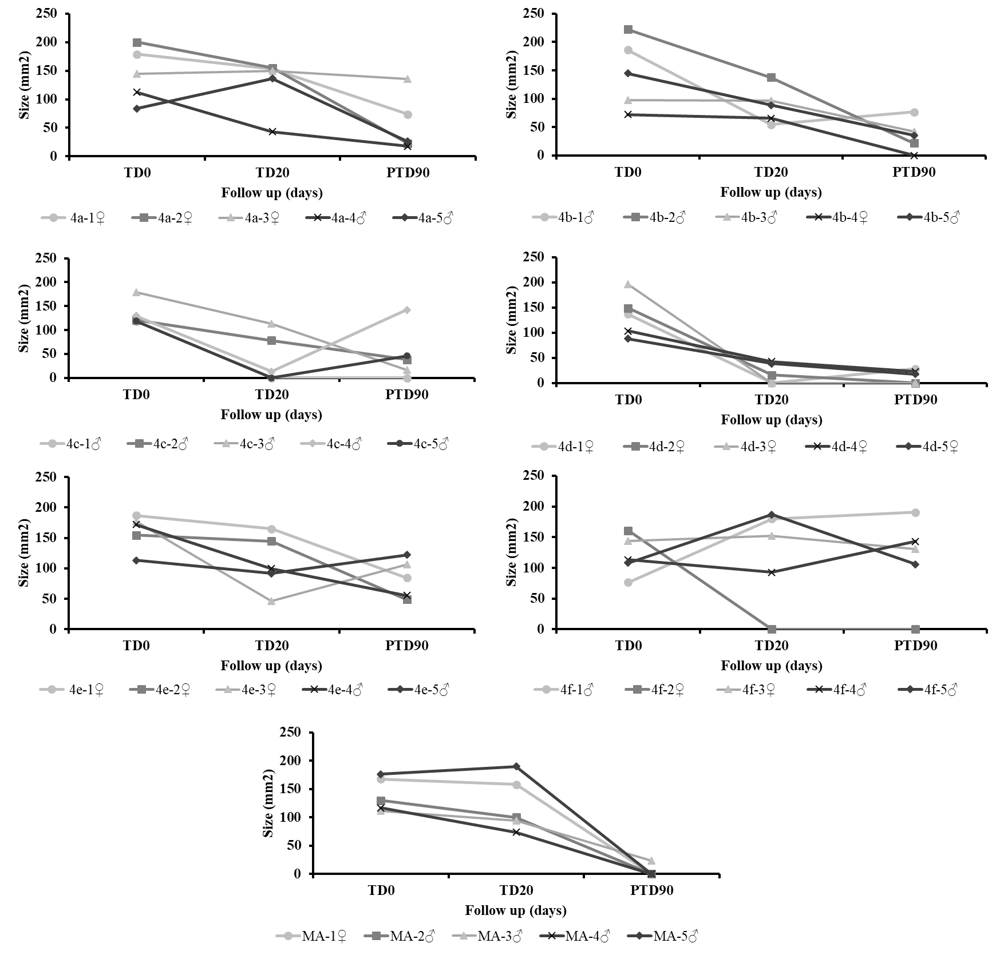 250
200
150
100
50
0
Size (mm2)
TD0 TD20 PTD90
Follow up (days)
4a-1♀ 4a-2♀ 4a-3♀ 4a-4♂ 4a-5♂
250
200
150
100
50
0
Size (mm2)
TD0 TD20 PTD90
Follow up (days)
4b-1♂ 4b-2♂ 4b-3♂ 4b-4♀ 4b-5♂
250
200
150
100
50
0
Size (mm2)
TD0 TD20 PTD90
Follow up (days)
4c-1♂ 4c-2♂ 4c-3♂ 4c-4♂ 4c-5♂
250
200
150
100
50
0
Size (mm2)
TD0 TD20 PTD90
Follow up (days)
4d-1♀ 4d-2♀ 4d-3♀ 4d-4♀ 4d-5♀
250
200
150
100
50
0
Size (mm2)
TD0 TD20 PTD90
Follow up (days)
4e-1♀ 4e-2♀ 4e-3♀ 4e-4♂ 4e-5♂
250
200
150
100
50
0
Size (mm2)
TD0 TD20 PTD90
Follow up (days)
4f-1♂ 4f-2♀ 4f-3♀ 4f-4♂ 4f-5♂
250
200
150
100
50
0
Size (mm2)
TD0 TD20 PTD90
Follow up (days)
MA-1♀ MA-2♂ MA-3♂ MA-4♂ MA-5♂